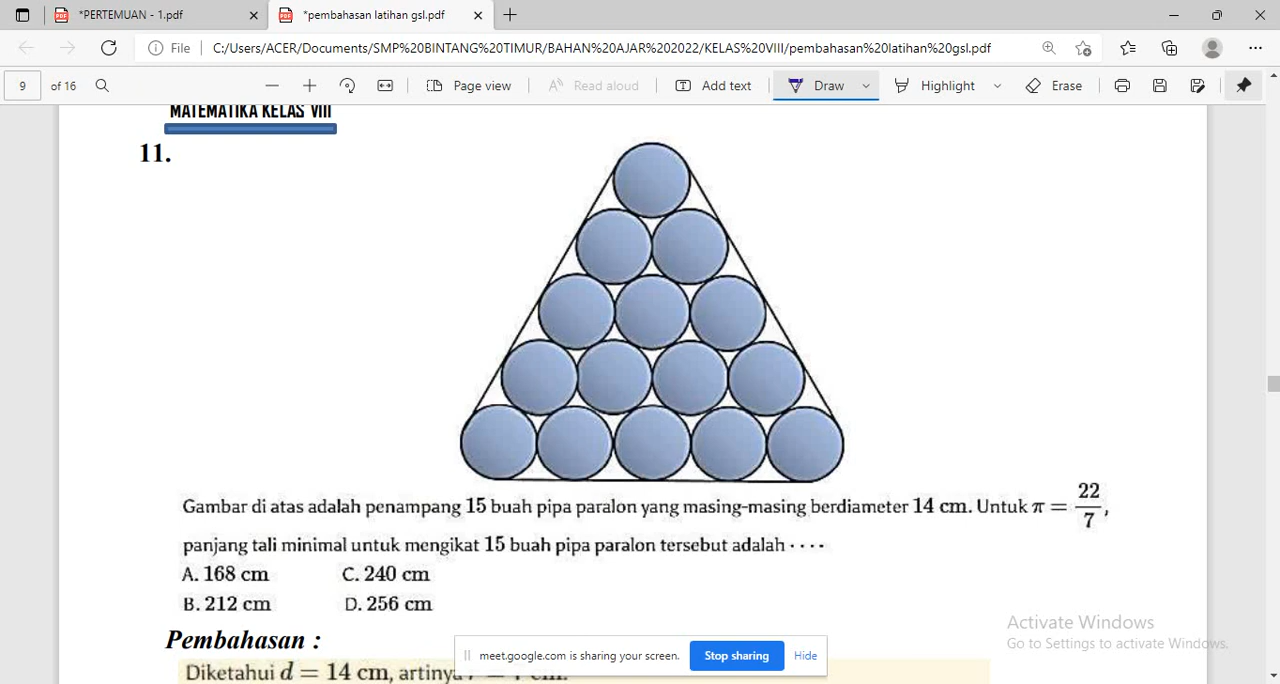 *PERTEMUAN - 1.pdf
*pembahasan latihan gsl.pdf
File
C:/Users/ACER/Documents/SMP%20BINTANG%20TIMUR/BAHAN%20AJAR%202022/KELAS%20VIII/pembahasan%20latihan%20gsl.pdf
9 of 16
Page view
Read aloud
Add text
Draw
Highlight
Erase
MATEMATIKA KELAS VIII
11.
Gambar di atas adalah penampang 15 buah pipa paralon yang masing-masing berdiameter 14 cm. Untuk π = 22/7,
panjang tali minimal untuk mengikat 15 buah pipa paralon tersebut adalah ····
A. 168 cm C. 240 cm
B. 212 cm D. 256 cm
Activate Windows
Go to Settings to activate Windows.
Pembahasan :
meet.google.com is sharing your screen.
Stop sharing
Hide
Diketahui d = 14 cm, artinya